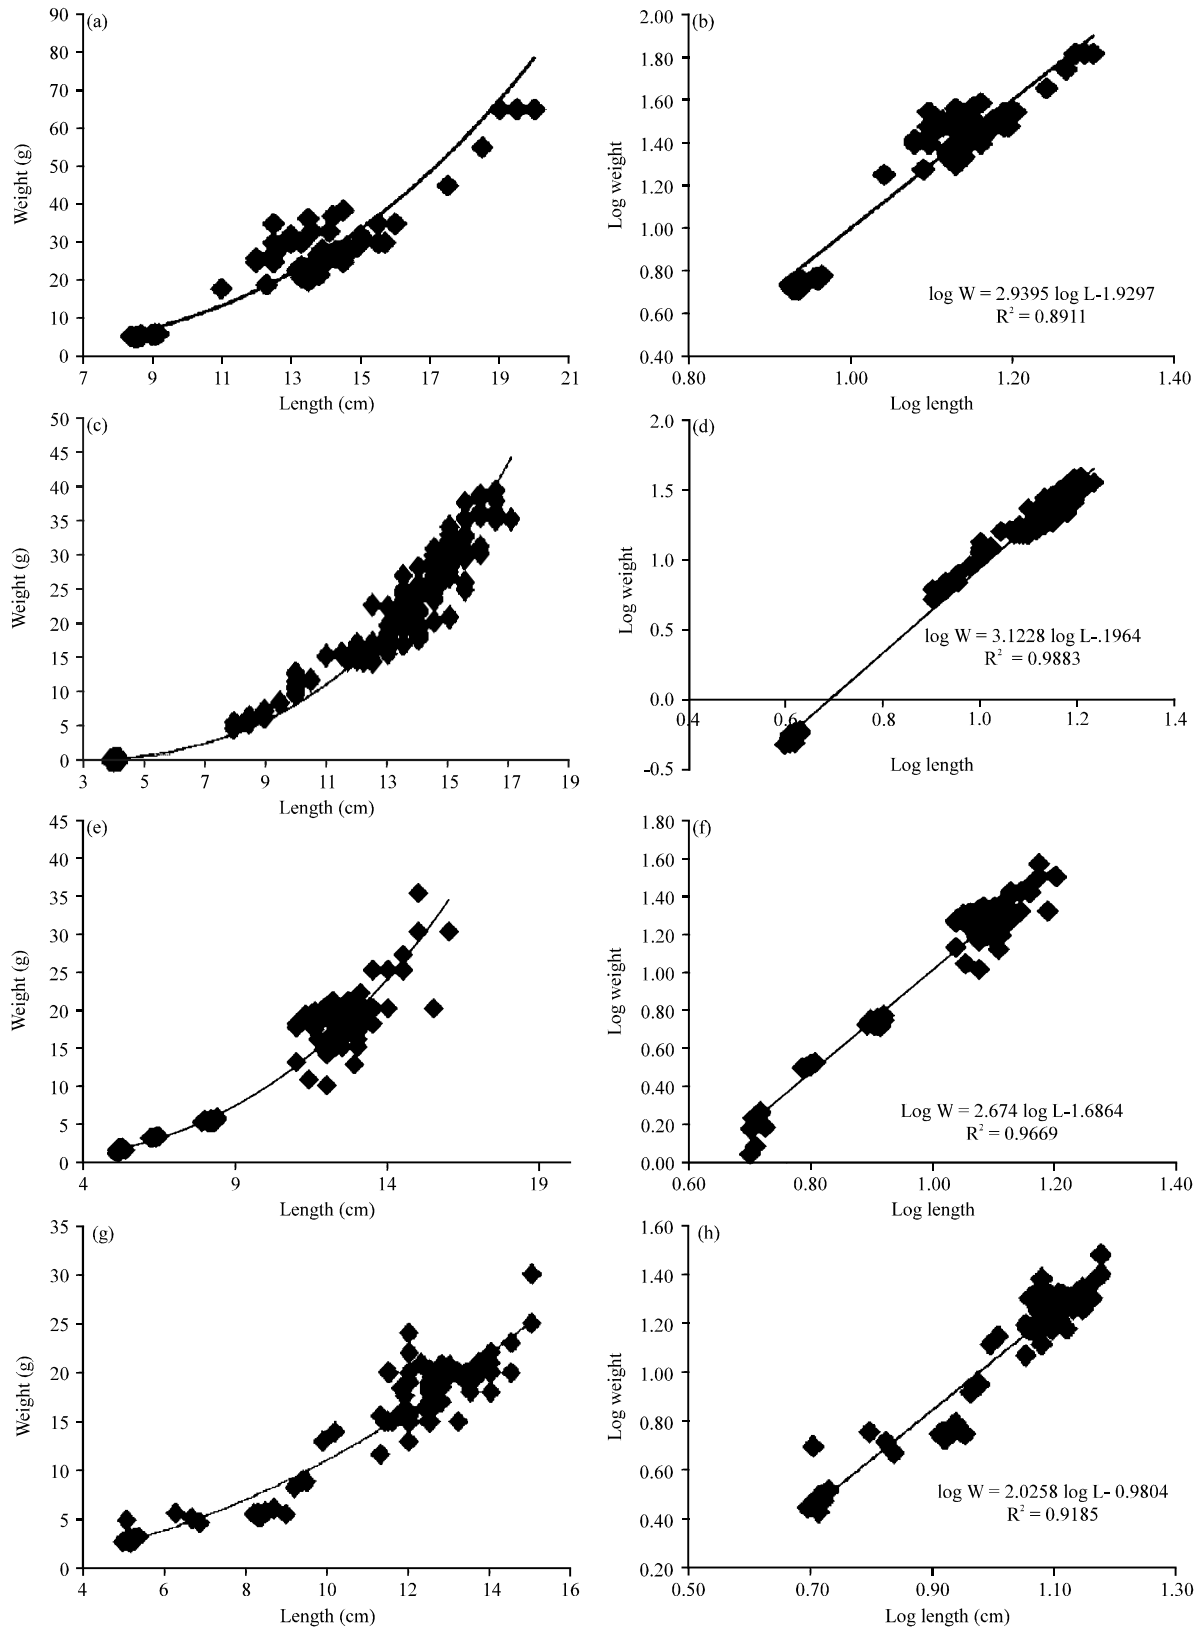 (a)
90
80
70
60
50
40
30
20
10
0
Weight (g)
7 9 11 13 15 17 19 21
Length (cm)
(b)
2.00
1.80
1.60
1.40
1.20
1.00
0.80
0.60
0.40
Log weight
log W = 2.9395 log L-1.9297
R² = 0.8911
0.80 1.00 1.20 1.40
Log length
(c)
50
45
40
35
30
25
20
15
10
5
0
Weight (g)
3 5 7 9 11 13 15 17 19
Length (cm)
(d)
2.0
1.5
1.0
0.5
0.0
-0.5
Log weight
log W = 3.1228 log L-.1964
R² = 0.9883
0.4 0.6 0.8 1.0 1.2 1.4
Log length
(e)
45
40
35
30
25
20
15
10
5
0
Weight (g)
4 9 14 19
Length (cm)
(f)
1.80
1.60
1.40
1.20
1.00
0.80
0.60
0.40
0.20
0.00
Log weight
Log W = 2.674 log L-1.6864
R² = 0.9669
0.60 0.80 1.00 1.20 1.40
Log length
(g)
35
30
25
20
15
10
5
0
Weight (g)
4 6 8 10 12 14 16
Length (cm)
(h)
1.60
1.40
1.20
1.00
0.80
0.60
0.40
0.20
Log weight
log W = 2.0258 log L- 0.9804
R² = 0.9185
0.50 0.70 0.90 1.10 1.30
Log length (cm)